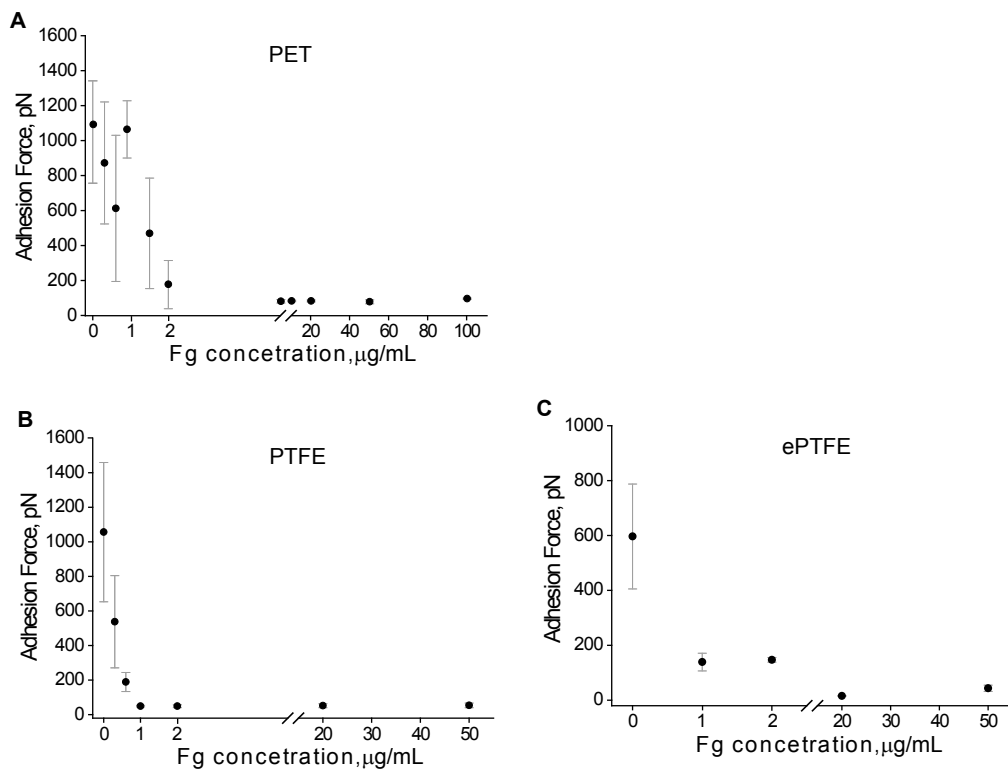 A
PET
1600
1400
1200
1000
800
600
400
200
0
Adhesion Force, pN
0 1 2 20 40 60 80 100
Fg concetration,μg/mL
B
PTFE
1600
1400
1200
1000
800
600
400
200
0
Adhesion Force, pN
0 1 2 20 30 40 50
Fg concetration,μg/mL
C
ePTFE
1000
800
600
400
200
0
Adhesion Force, pN
0 1 2 20 30 40 50
Fg concetration,μg/mL